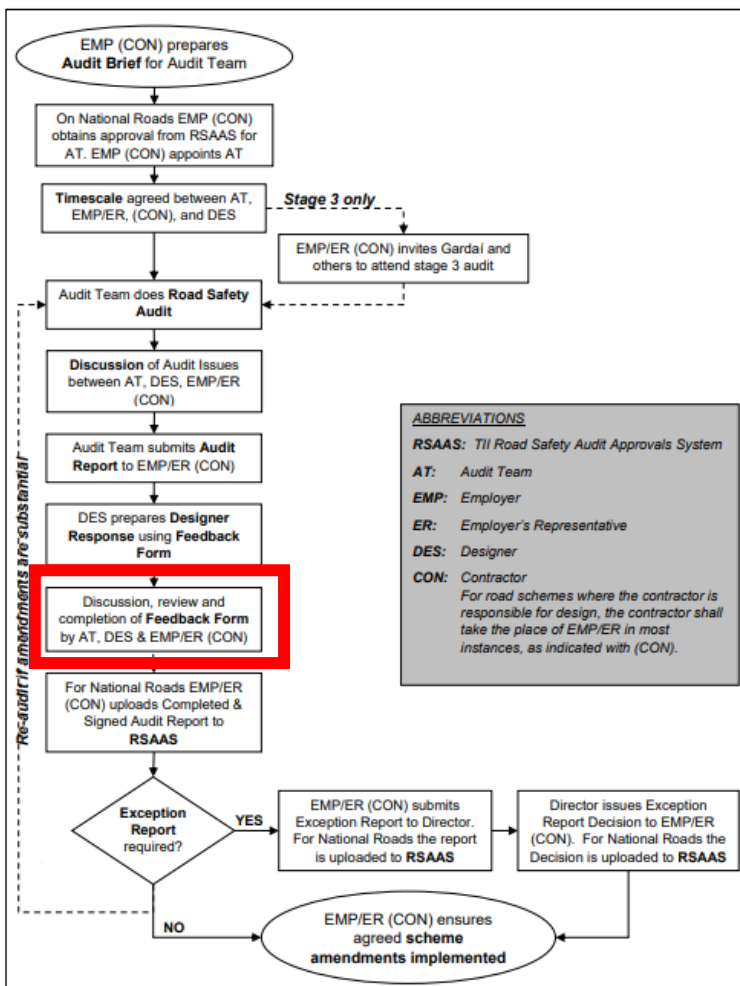 EMP (CON) prepares
Audit Brief for Audit Team
On National Roads EMP (CON)
obtains approval from RSAAS for
AT. EMP (CON) appoints AT
Timescale agreed between AT,
EMP/ER, (CON), and DES
Stage 3 only
EMP/ER (CON) invites Gardaí and
others to attend stage 3 audit
Audit Team does Road Safety
Audit
Discussion of Audit Issues
between AT, DES, EMP/ER
(CON)
Audit Team submits Audit
Report to EMP/ER (CON)
DES prepares Designer
Response using Feedback
Form
Discussion, review and
completion of Feedback Form
by AT, DES & EMP/ER (CON)
For National Roads EMP/ER
(CON) uploads Completed &
Signed Audit Report to
RSAAS
Re-audit if amendments are substantial
Exception
Report
required?
YES
EMP/ER (CON) submits
Exception Report to Director.
For National Roads the report
is uploaded to RSAAS
Director issues Exception
Report Decision to EMP/ER
(CON). For National Roads the
Decision is uploaded to RSAAS
NO
EMP/ER (CON) ensures
agreed scheme
amendments implemented
ABBREVIATIONS
RSAAS: TII Road Safety Audit Approvals System
AT: Audit Team
EMP: Employer
ER: Employer's Representative
DES: Designer
CON: Contractor
For road schemes where the contractor is
responsible for design, the contractor shall
take the place of EMP/ER in most
instances, as indicated with (CON).